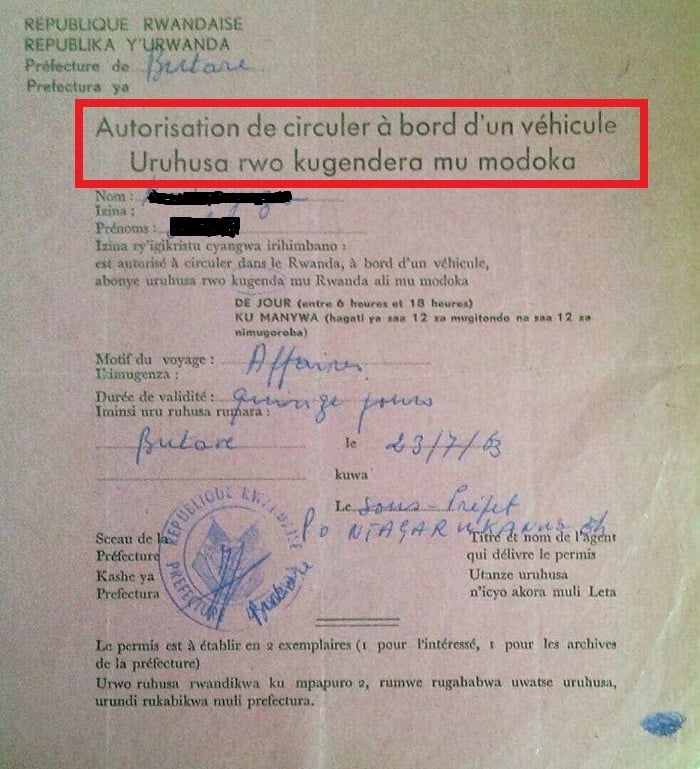 REPUBLIQUE RWANDAISE
REPUBLIKA Y'URWANDA
Préfecture de Butare
Prefectura ya
Autorisation de circuler à bord d'un véhicule
Uruhusa rwo kugendera mu modoka
Nom :
Izina :
Prénoms :
Izina ry'igikristu cyangwa irihimbano :
est autorisé à circuler dans le Rwanda, à bord d'un véhicule,
abonye uruhusa rwo kugenda mu Rwanda ali mu modoka
DE JOUR (entre 6 heures et 18 heures)
KU MANYWA (hagati ya saa 12 za mugitondo na saa 12 za
nimugoroba)
Motif du voyage : Affaires
Ikimugenza :
Durée de validité : quinze jours
Iminsi uru ruhusa rumara :
Butare le 23/7/63
kuwa
Le Sous-Préfet
Sceau de la
Préfecture
Kashe ya
Prefectura
REPUBLIQUE RWANDAISE
PREFECTURE
Butare
Titre et nom de l'agent
qui délivre le permis
Utanze uruhusa
n'icyo akora muli Leta
Le permis est à établir en 2 exemplaires (1 pour l'intéressé, 1 pour les archives
de la préfecture)
Urwo ruhusa rwandikwa ku mpapuro 2, rumwe rugahabwa uwatse uruhusa,
urundi rukabikwa muli prefectura.